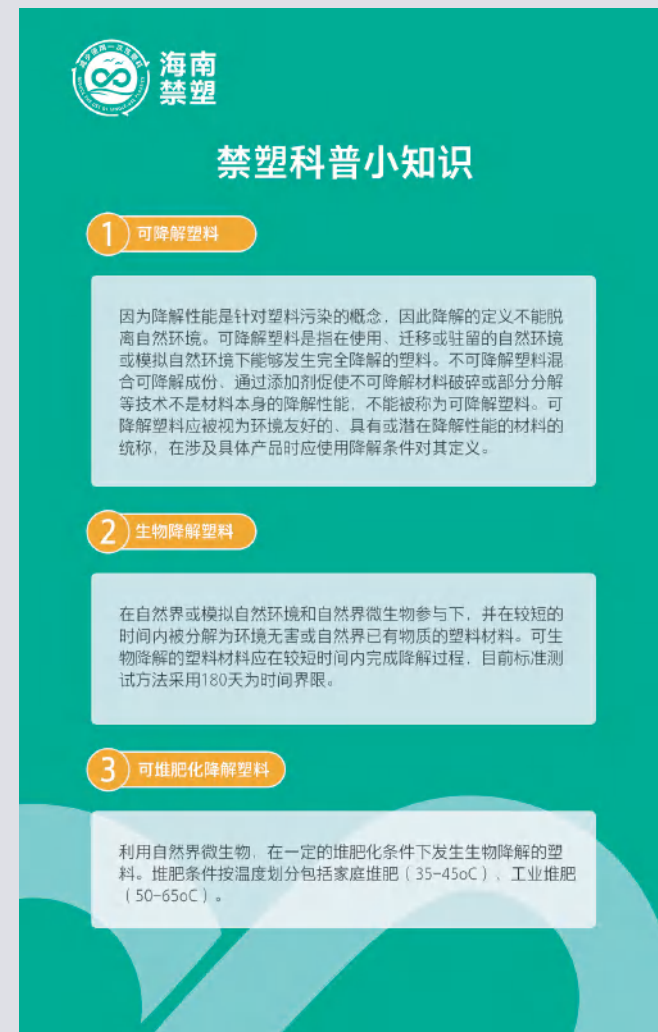 海南
禁塑
禁塑科普小知识
1 可降解塑料
因为降解性能是针对塑料污染的概念，因此降解的定义不能脱
离自然环境。可降解塑料是指在使用、迁移或驻留的自然环境
或模拟自然环境下能够发生完全降解的塑料。不可降解塑料混
合可降解成份、通过添加剂促使不可降解材料破碎或部分分解
等技术不是材料本身的降解性能，不能被称为可降解塑料。可
降解塑料应被视为环境友好的、具有或潜在降解性能的材料的
统称，在涉及具体产品时应使用降解条件对其定义。
2 生物降解塑料
在自然界或模拟自然环境和自然界微生物参与下，并在较短的
时间内被分解为环境无害或自然界已有物质的塑料材料。可生
物降解的塑料材料应在较短时间内完成降解过程，目前标准测
试方法采用180天为时间界限。
3 可堆肥化降解塑料
利用自然界微生物，在一定的堆肥化条件下发生生物降解的塑
料。堆肥条件按温度划分包括家庭堆肥（35-45oC）、工业堆肥
（50-65oC）。